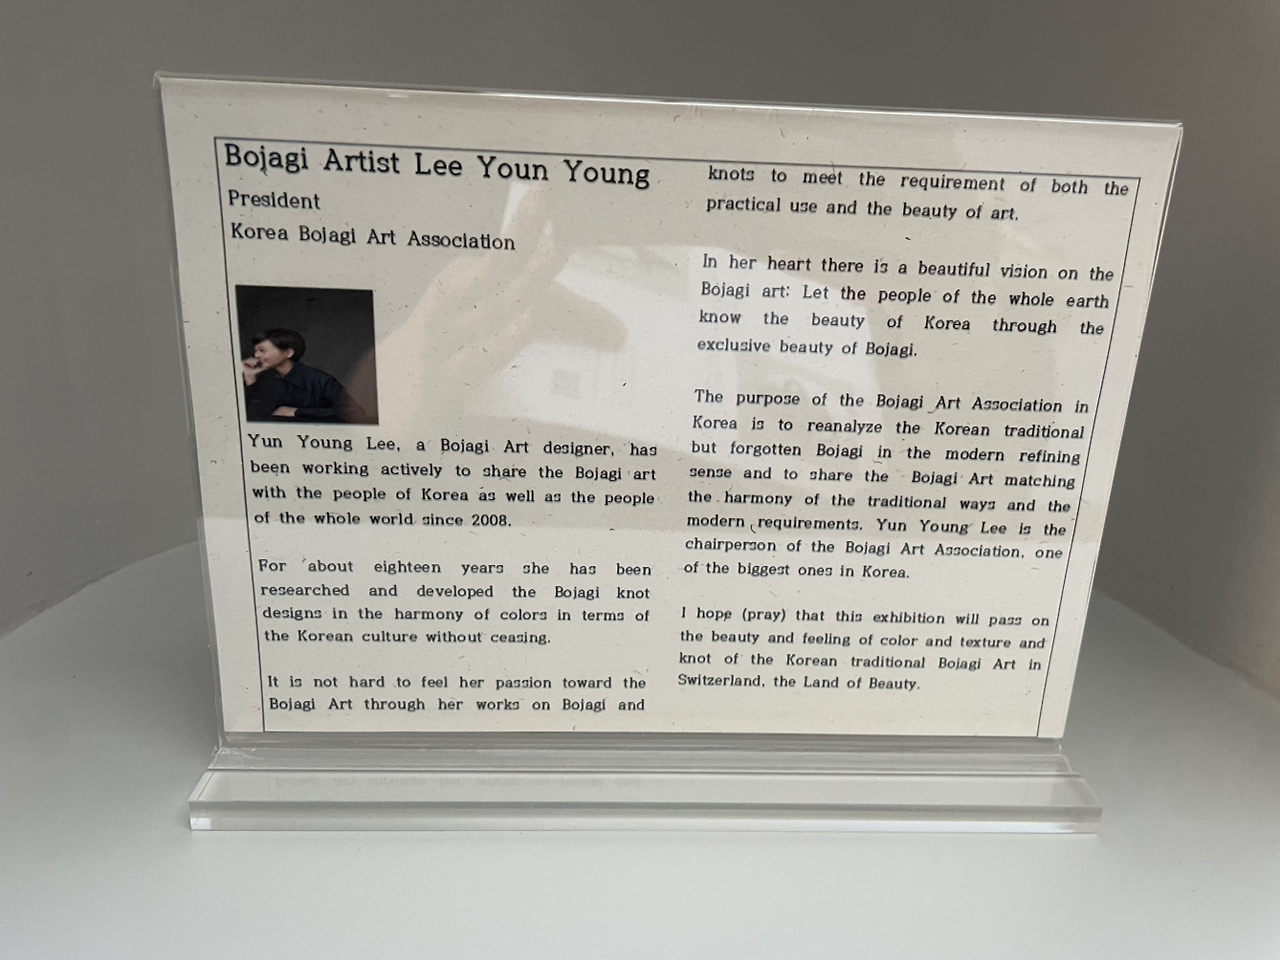 Bojagi Artist Lee Youn Young
President
Korea Bojagi Art Association
Yun Young Lee, a Bojagi Art designer, has
been working actively to share the Bojagi art
with the people of Korea as well as the people
of the whole world since 2008.
For about eighteen years she has been
researched and developed the Bojagi knot
designs in the harmony of colors in terms of
the Korean culture without ceasing.
It is not hard to feel her passion toward the
Bojagi Art through her works on Bojagi and
knots to meet the requirement of both the
practical use and the beauty of art.
In her heart there is a beautiful vision on the
Bojagi art: Let the people of the whole earth
know the beauty of Korea through the
exclusive beauty of Bojagi.
The purpose of the Bojagi Art Association in
Korea is to reanalyze the Korean traditional
but forgotten Bojagi in the modern refining
sense and to share the Bojagi Art matching
the harmony of the traditional ways and the
modern requirements. Yun Young Lee is the
chairperson of the Bojagi Art Association, one
of the biggest ones in Korea.
I hope (pray) that this exhibition will pass on
the beauty and feeling of color and texture and
knot of the Korean traditional Bojagi Art in
Switzerland, the Land of Beauty.